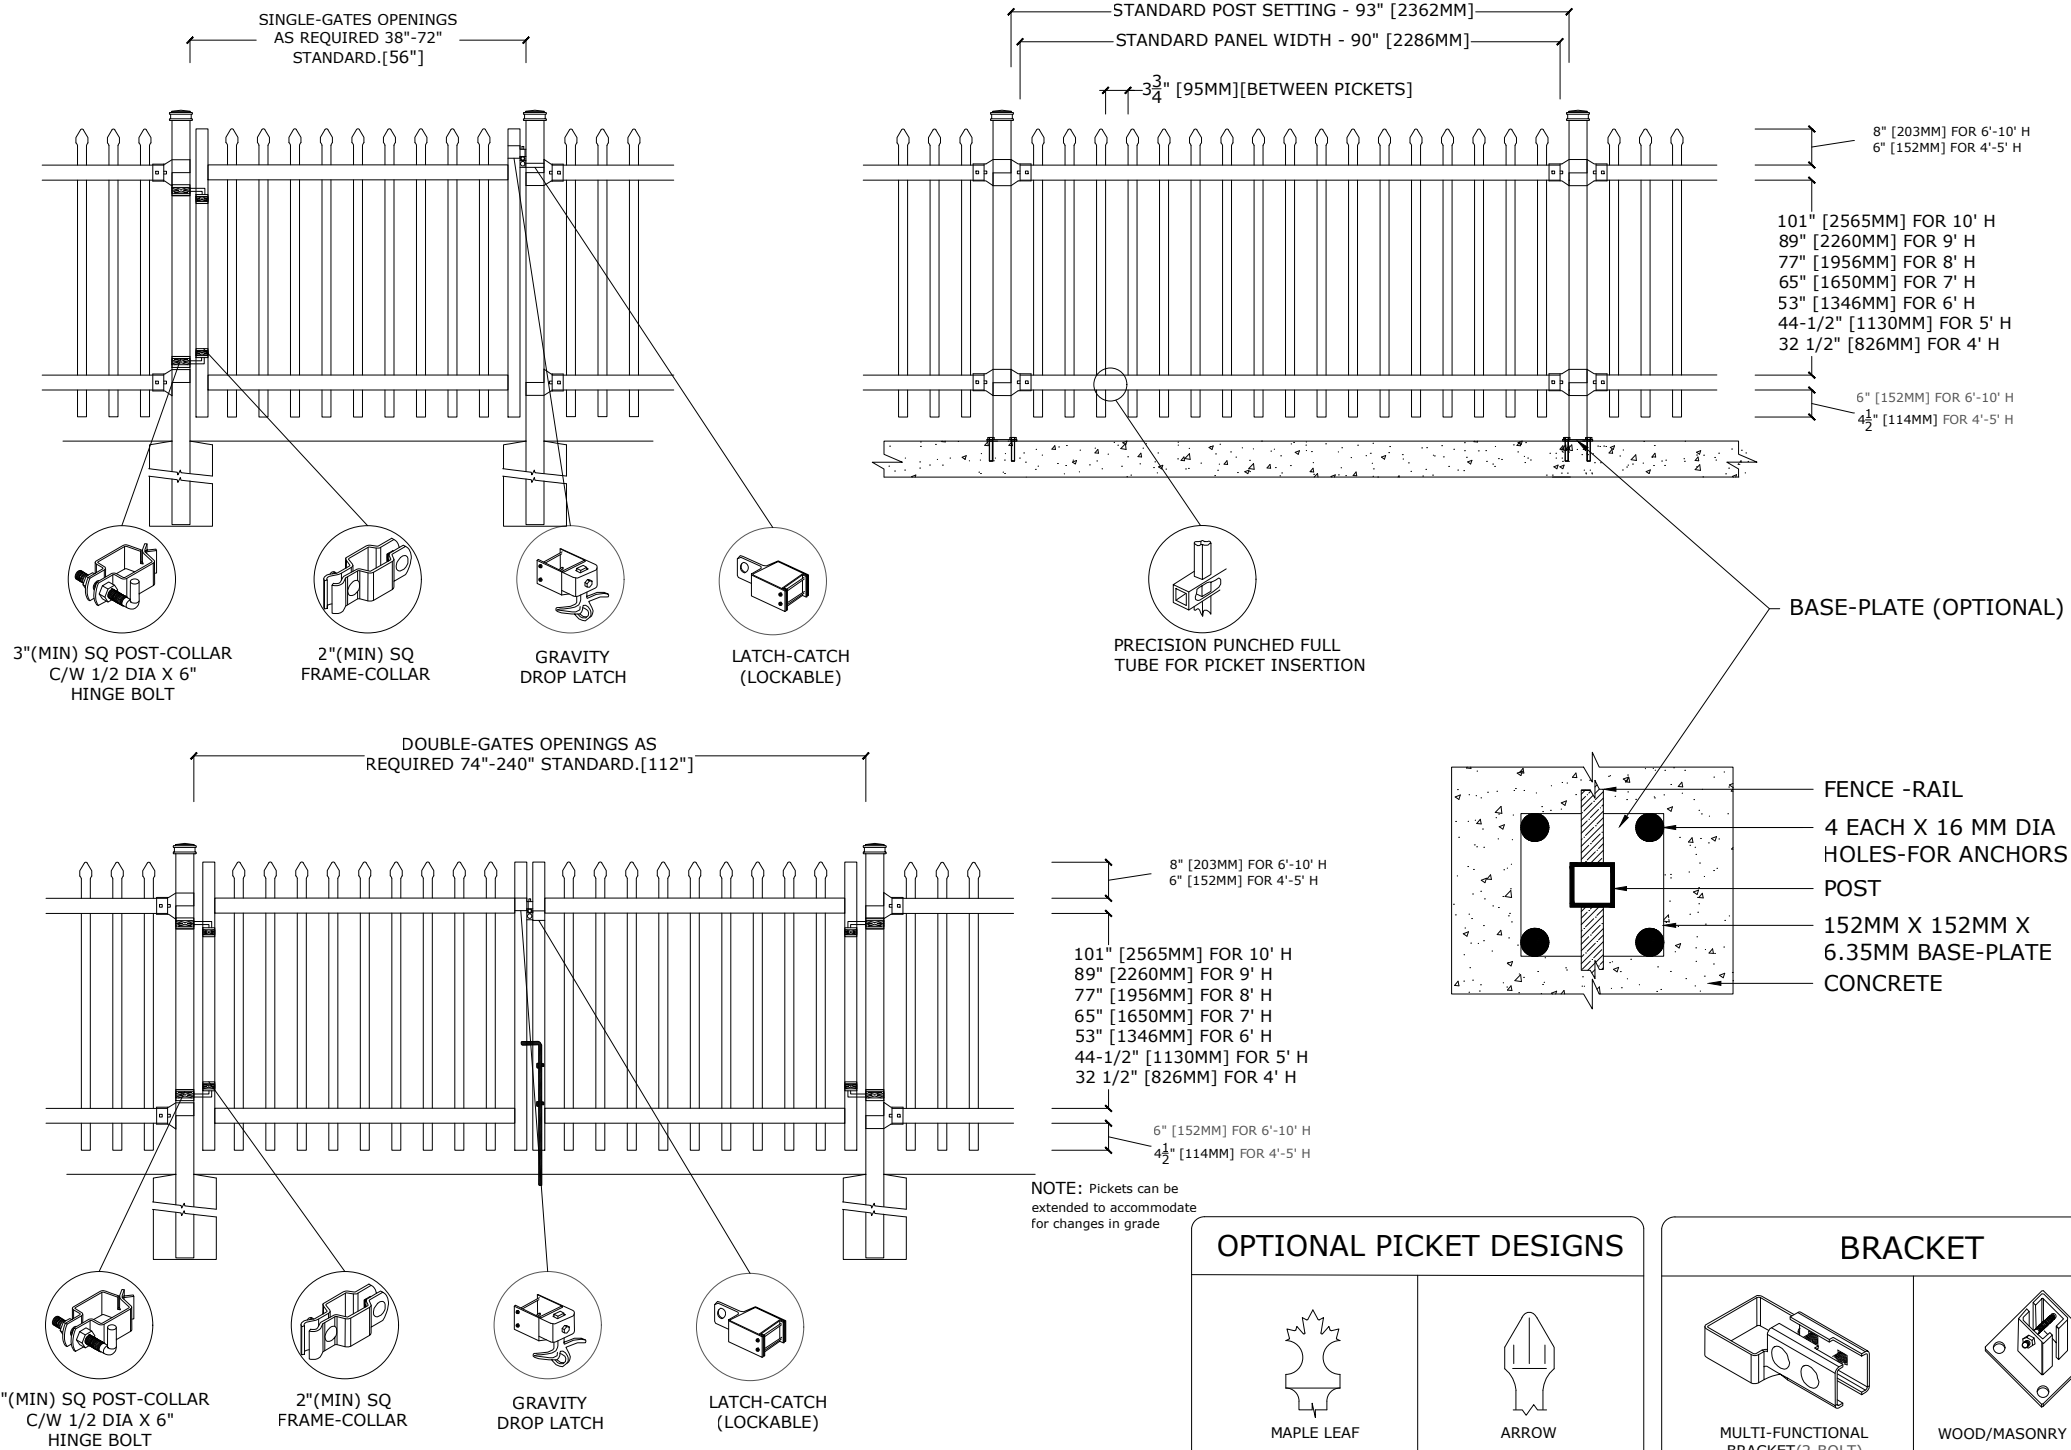 SINGLE-GATES OPENINGS
AS REQUIRED 38"-72"
STANDARD.[56"]
STANDARD POST SETTING - 93" [2362MM]
STANDARD PANEL WIDTH - 90" [2286MM]
3 3/4" [95MM][BETWEEN PICKETS]
8" [203MM] FOR 6'-10' H
6" [152MM] FOR 4'-5' H
101" [2565MM] FOR 10' H
89" [2260MM] FOR 9' H
77" [1956MM] FOR 8' H
65" [1650MM] FOR 7' H
53" [1346MM] FOR 6' H
44-1/2" [1130MM] FOR 5' H
32 1/2" [826MM] FOR 4' H
6" [152MM] FOR 6'-10' H
4 1/2" [114MM] FOR 4'-5' H
3"(MIN) SQ POST-COLLAR
C/W 1/2 DIA X 6"
HINGE BOLT
2"(MIN) SQ
FRAME-COLLAR
GRAVITY
DROP LATCH
LATCH-CATCH
(LOCKABLE)
PRECISION PUNCHED FULL
TUBE FOR PICKET INSERTION
BASE-PLATE (OPTIONAL)
FENCE -RAIL
4 EACH X 16 MM DIA
HOLES-FOR ANCHORS
POST
152MM X 152MM X
6.35MM BASE-PLATE
CONCRETE
DOUBLE-GATES OPENINGS AS
REQUIRED 74"-240" STANDARD.[112"]
8" [203MM] FOR 6'-10' H
6" [152MM] FOR 4'-5' H
101" [2565MM] FOR 10' H
89" [2260MM] FOR 9' H
77" [1956MM] FOR 8' H
65" [1650MM] FOR 7' H
53" [1346MM] FOR 6' H
44-1/2" [1130MM] FOR 5' H
32 1/2" [826MM] FOR 4' H
6" [152MM] FOR 6'-10' H
4 1/2" [114MM] FOR 4'-5' H
NOTE: Pickets can be
extended to accommodate
for changes in grade
"(MIN) SQ POST-COLLAR
C/W 1/2 DIA X 6"
HINGE BOLT
2"(MIN) SQ
FRAME-COLLAR
GRAVITY
DROP LATCH
LATCH-CATCH
(LOCKABLE)
OPTIONAL PICKET DESIGNS
MAPLE LEAF
ARROW
BRACKET
MULTI-FUNCTIONAL
BRACKET(2-BOLT)
WOOD/MASONRY